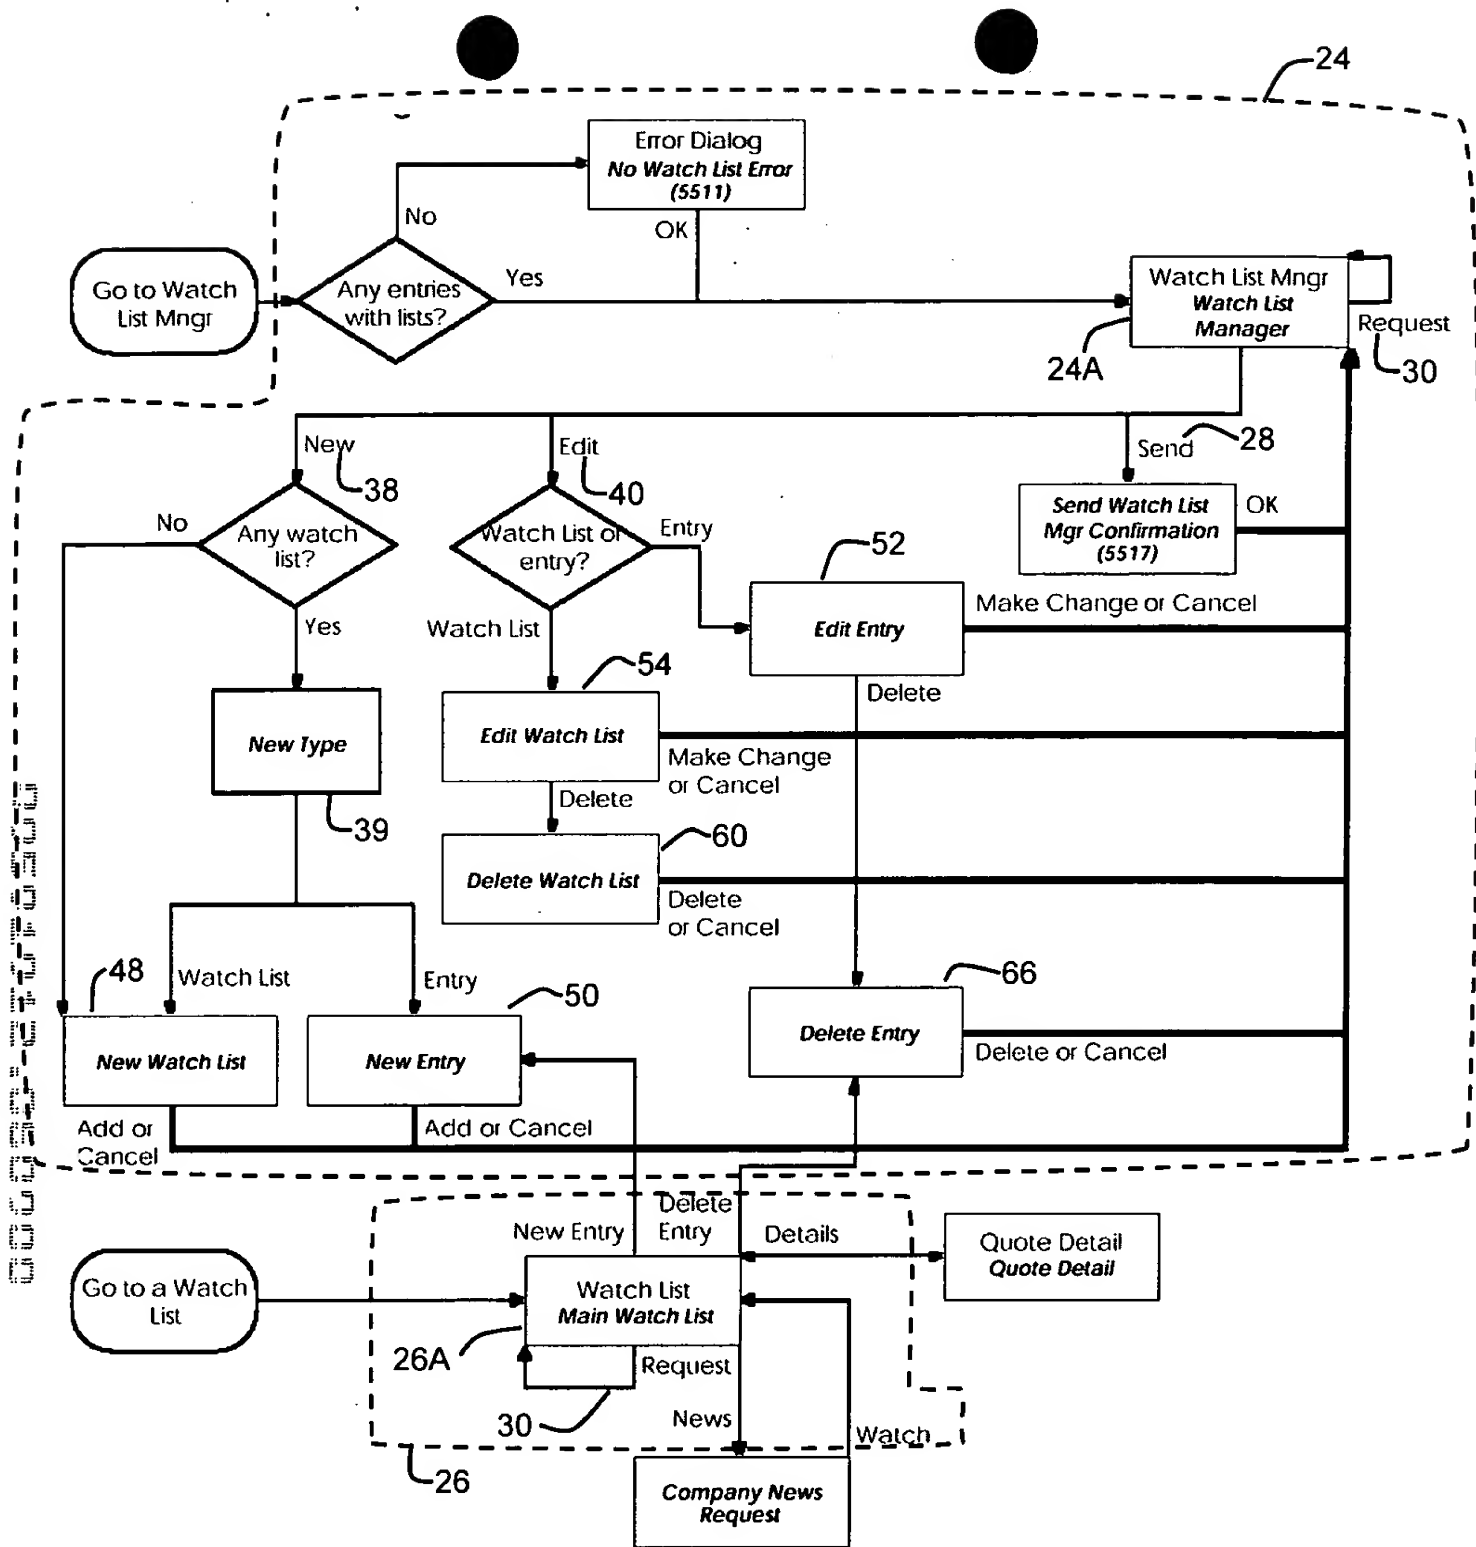 24
Error Dialog
No Watch List Error
(5511)
No
OK
Go to Watch
List Mngr
Any entries
with lists?
Yes
Watch List Mngr
Watch List
Manager
Request
24A
30
New
38
Edit
40
Send
28
No
Any watch
list?
Watch List or
entry?
Entry
52
Send Watch List
Mgr Confirmation
(5517)
OK
Make Change or Cancel
Yes
Watch List
54
Edit Entry
Delete
New Type
Edit Watch List
Make Change
or Cancel
Delete
39
60
Delete Watch List
Delete
or Cancel
48
Watch List
Entry
50
66
New Watch List
New Entry
Delete Entry
Delete or Cancel
Add or
Cancel
Add or Cancel
New Entry
Delete
Entry
Details
Quote Detail
Quote Detail
Go to a Watch
List
Watch List
Main Watch List
26A
Request
30
News
Watch
26
Company News
Request